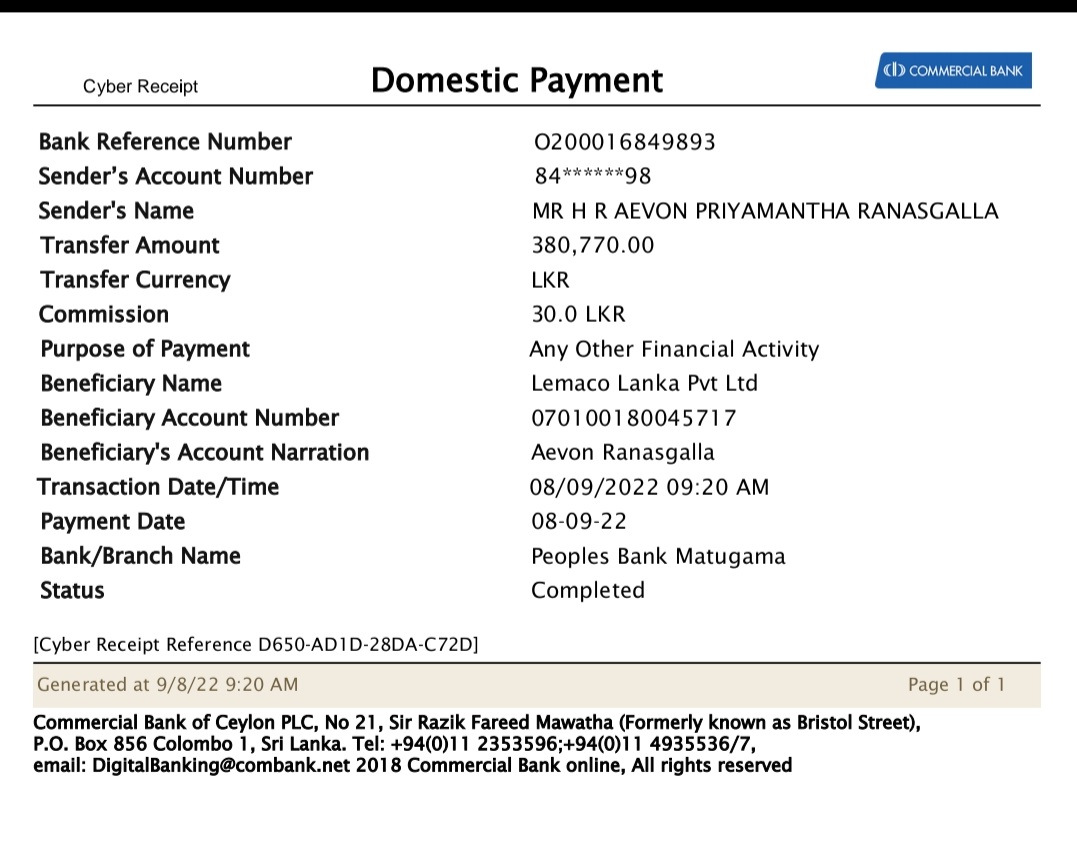 Cyber Receipt
Domestic Payment
COMMERCIAL BANK
Bank Reference Number O200016849893
Sender's Account Number 84******98
Sender's Name MR H R AEVON PRIYAMANTHA RANASGALLA
Transfer Amount 380,770.00
Transfer Currency LKR
Commission 30.0 LKR
Purpose of Payment Any Other Financial Activity
Beneficiary Name Lemaco Lanka Pvt Ltd
Beneficiary Account Number 070100180045717
Beneficiary's Account Narration Aevon Ranasgalla
Transaction Date/Time 08/09/2022 09:20 AM
Payment Date 08-09-22
Bank/Branch Name Peoples Bank Matugama
Status Completed
[Cyber Receipt Reference D650-AD1D-28DA-C72D]
Generated at 9/8/22 9:20 AM Page 1 of 1
Commercial Bank of Ceylon PLC, No 21, Sir Razik Fareed Mawatha (Formerly known as Bristol Street),
P.O. Box 856 Colombo 1, Sri Lanka. Tel: +94(0)11 2353596;+94(0)11 4935536/7,
email: DigitalBanking@combank.net 2018 Commercial Bank online, All rights reserved